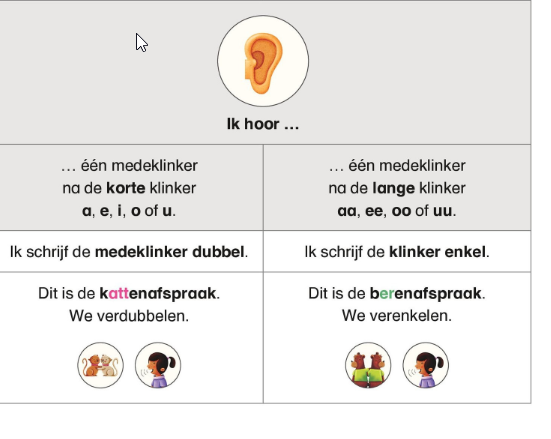 Ik hoor ...
... één medeklinker
na de korte klinker
a, e, i, o of u.
... één medeklinker
na de lange klinker
aa, ee, oo of uu.
Ik schrijf de medeklinker dubbel.
Ik schrijf de klinker enkel.
Dit is de kattenafspraak.
We verdubbelen.
Dit is de berenafspraak.
We verenkelen.